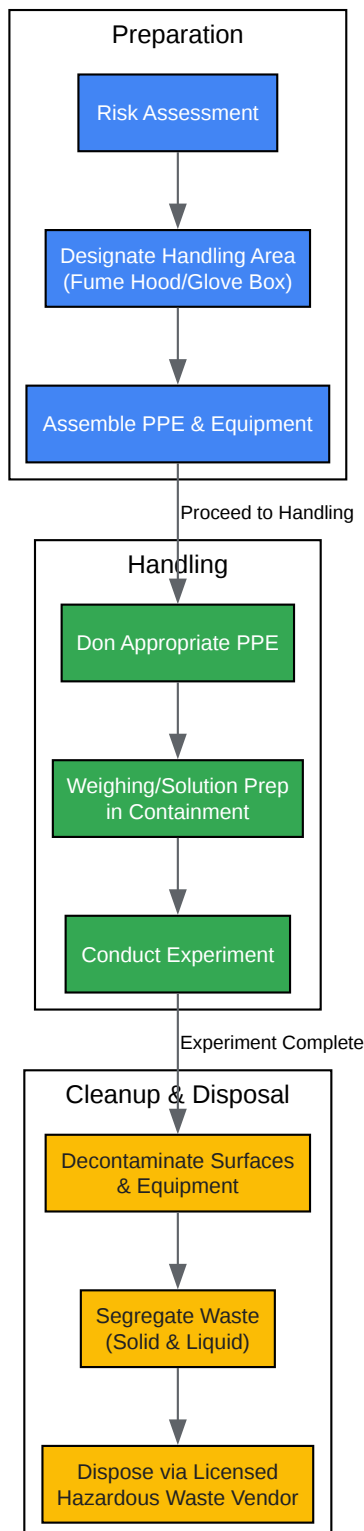 Preparation
Risk Assessment
Designate Handling Area
(Fume Hood/Glove Box)
Assemble PPE & Equipment
Proceed to Handling
Handling
Don Appropriate PPE
Weighing/Solution Prep
in Containment
Conduct Experiment
Experiment Complete
Cleanup & Disposal
Decontaminate Surfaces
& Equipment
Segregate Waste
(Solid & Liquid)
Dispose via Licensed
Hazardous Waste Vendor